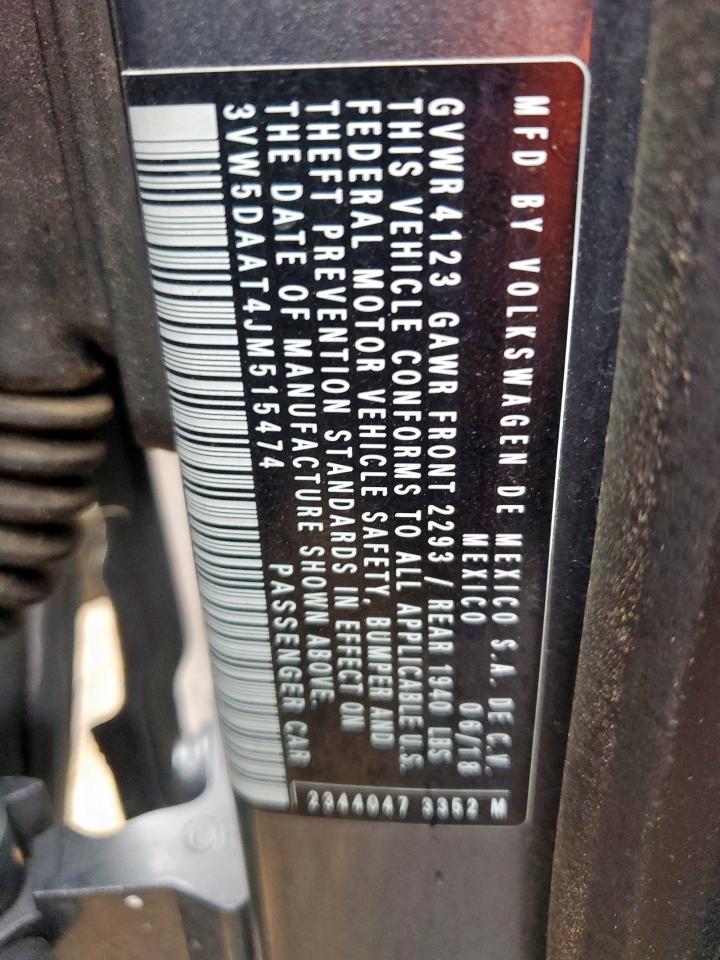 MFD BY VOLKSWAGEN DE MEXICO S.A. DE C.V.
MEXICO 06/18
GVWR 4123 GAWR FRONT 2293 / REAR 1940 LBS
THIS VEHICLE CONFORMS TO ALL APPLICABLE U.S.
FEDERAL MOTOR VEHICLE SAFETY, BUMPER AND
THEFT PREVENTION STANDARDS IN EFFECT ON
THE DATE OF MANUFACTURE SHOWN ABOVE.
3VW5DAAT4JM515474 PASSENGER CAR
2344047 3352 M